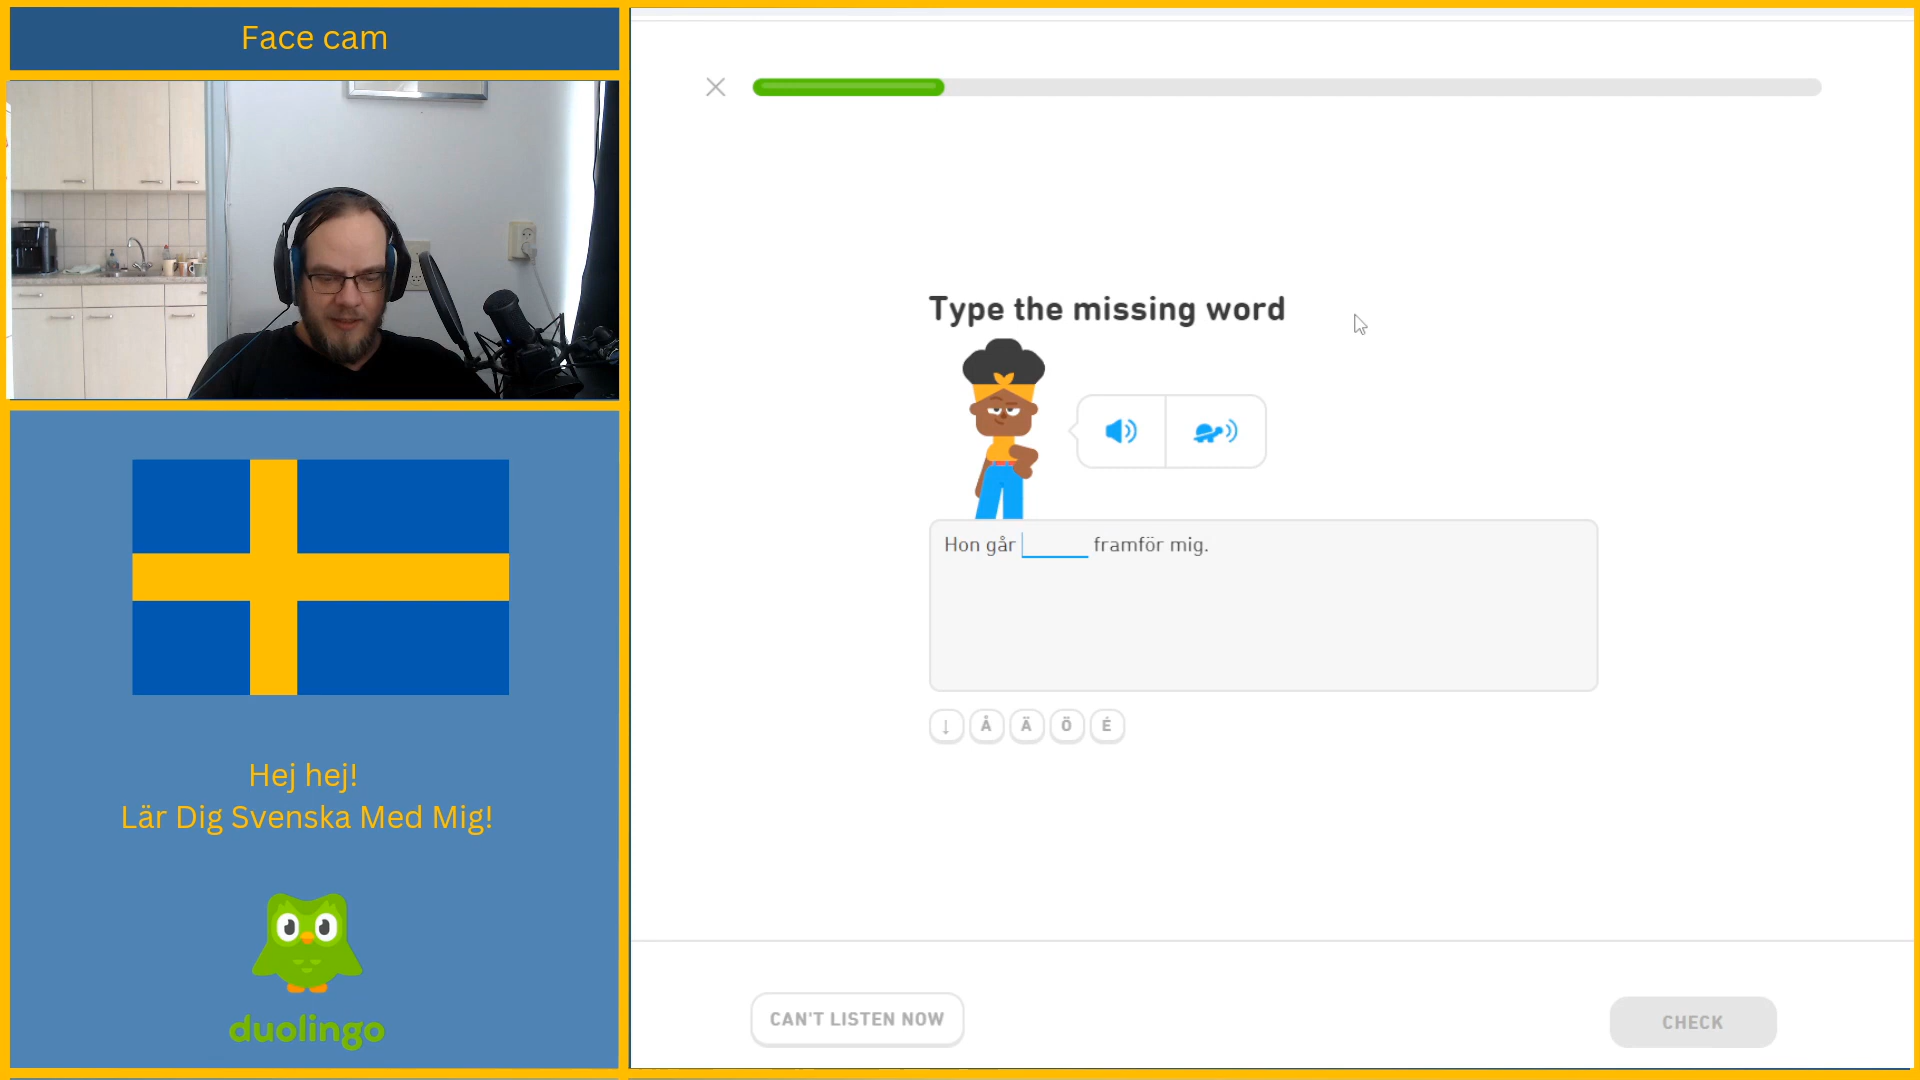 Face cam
Type the missing word
Hon går ______ framför mig.
↓ Å Ä Ö É
Hej hej!
Lär Dig Svenska Med Mig!
duolingo
CAN'T LISTEN NOW
CHECK